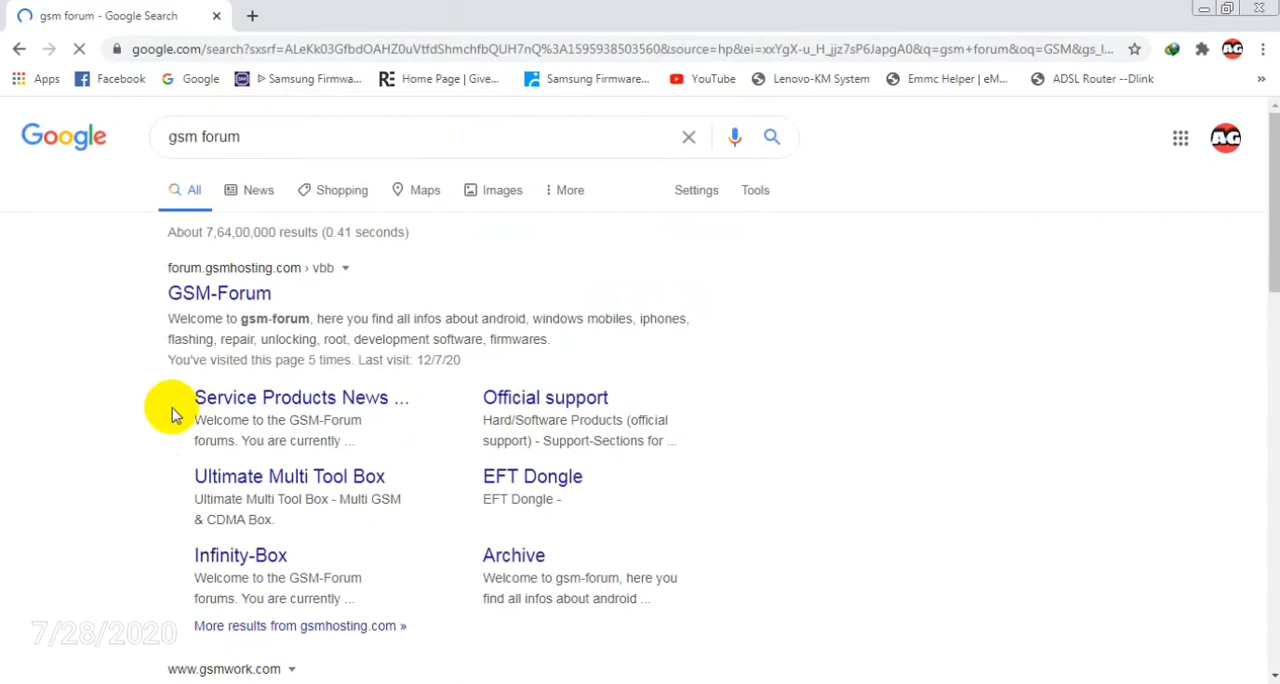 gsm forum - Google Search
google.com/search?sxsrf=ALeKk03GfbdOAHZ0uVtfdShmchfbQUH7nQ%3A1595938503560&source=hp&ei=xxYgX-u_H_jjz7sP6JapgA0&q=gsm+forum&oq=GSM&gs_l...
Apps Facebook Google SM ▷ Samsung Firmwa... RE Home Page | Give... Samsung Firmware... YouTube Lenovo-KM System Emmc Helper | eM... ADSL Router --Dlink »
Google gsm forum AG
All News Shopping Maps Images More Settings Tools
About 7,64,00,000 results (0.41 seconds)
forum.gsmhosting.com › vbb
GSM-Forum
Welcome to gsm-forum, here you find all infos about android, windows mobiles, iphones,
flashing, repair, unlocking, root, development software, firmwares.
You've visited this page 5 times. Last visit: 12/7/20
Service Products News ...
Welcome to the GSM-Forum
forums. You are currently ...
Official support
Hard/Software Products (official
support) - Support-Sections for ...
Ultimate Multi Tool Box
Ultimate Multi Tool Box - Multi GSM
& CDMA Box.
EFT Dongle
EFT Dongle -
Infinity-Box
Welcome to the GSM-Forum
forums. You are currently ...
Archive
Welcome to gsm-forum, here you
find all infos about android ...
More results from gsmhosting.com »
7/28/2020
www.gsmwork.com